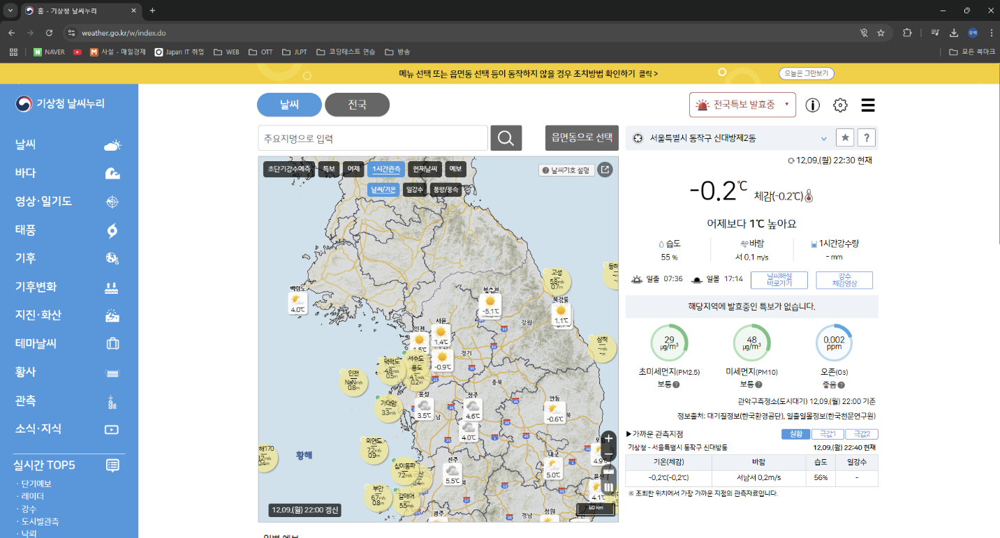 홈 - 기상청 날씨누리
weather.go.kr/w/index.do
NAVER
사설 - 매일경제
Japan IT 취업
WEB
OTT
JLPT
코딩테스트 연습
방송
모든 북마크
메뉴 선택 또는 읍면동 선택 등이 동작하지 않을 경우 조치방법 확인하기 클릭 >
오늘은 그만보기
기상청 날씨누리
날씨
바다
영상·일기도
태풍
기후
기후변화
지진·화산
테마날씨
황사
관측
소식·지식
실시간 TOP5
· 단기예보
· 레이더
· 강수
· 도시별관측
· 낙뢰
날씨
전국
전국특보 발효중
주요지명으로 입력
읍면동으로 선택
서울특별시 동작구 신대방제2동
초단기강수예측 특보 어제 1시간관측 현재날씨 예보
날씨/기온 일강수 풍향/풍속
날씨기호 설명
백령도
4.0℃
북춘천
-5.1℃
고성
5.8m/s
0.7m
동해
북강릉
1.1℃
강원
서울
1.4℃
인천
1.5℃
-0.9℃
경기
삼척
-m/s
-m
덕적도
4.8m/s
0.5m
서수도
풍도
4.1m/s
0.2m
인천
NaNm/s
0.8m
충북
가대암
3.3m/s
홍성
3.5℃
청주
4.6℃
4.0℃
안동
-0.6℃
외연도
7.2m/s
0.9m
황해
해170
3.2m/s
0.4m
십이동파
7.2m/s
0.4m
전주
5.5℃
대구
5.0℃
포항
4.9℃
울산
4.1℃
부안
6.7m/s
0.8m
갈매여
5.5m/s
광주
경남
창원
12.09.(월) 22:00 갱신
50 km
12.09.(월) 22:30 현재
-0.2℃ 체감(-0.2℃)
어제보다 1℃ 높아요
습도
55 %
바람
서 0.1 m/s
1시간강수량
- mm
일출 07:36
일몰 17:14
날씨해설
바로가기
강수
체감영상
해당지역에 발효중인 특보가 없습니다.
29
μg/m³
초미세먼지(PM2.5)
보통
48
μg/m³
미세먼지(PM10)
보통
0.002
ppm
오존(O₃)
좋음
관악구측정소(도시대기) 12.09.(월) 22:00 기준
정보출처: 대기질정보(한국환경공단), 일출일몰정보(한국천문연구원)
▶가까운 관측지점
실황 극값1 극값2
기상청 - 서울특별시 동작구 신대방동
12.09.(월) 22:40 현재
기온(체감) 바람 습도 일강수
-0.2℃(-0.2℃) 서남서 0.2m/s 56% -
※ 조회한 위치에서 가장 가까운 지점의 관측자료입니다.